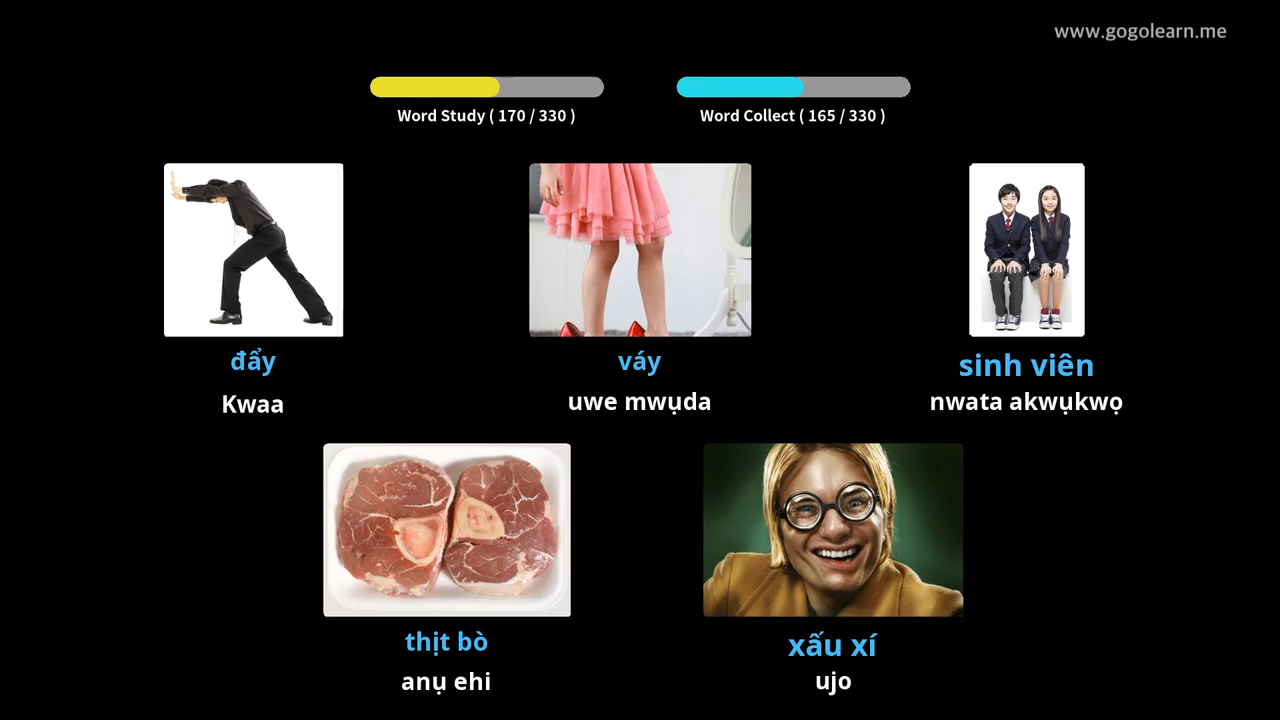 www.gogolearn.me
Word Study ( 170 / 330 )
Word Collect ( 165 / 330 )
đẩy
Kwaa
váy
uwe mwụda
sinh viên
nwata akwụkwọ
thịt bò
anụ ehi
xấu xí
ujo